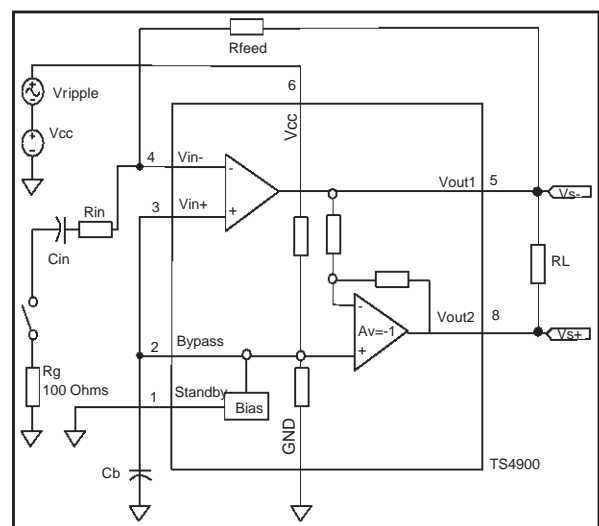 Rfeed
Vripple
6
Vcc
Vcc
4
Vin-
Vout1
5
Vs-
3
Vin+
Rin
Cin
RL
Av=-1
Vout2
8
Vs+
2
Bypass
Rg
100 Ohms
1
Standby
Bias
GND
Cb
TS4900
-
+
-
+